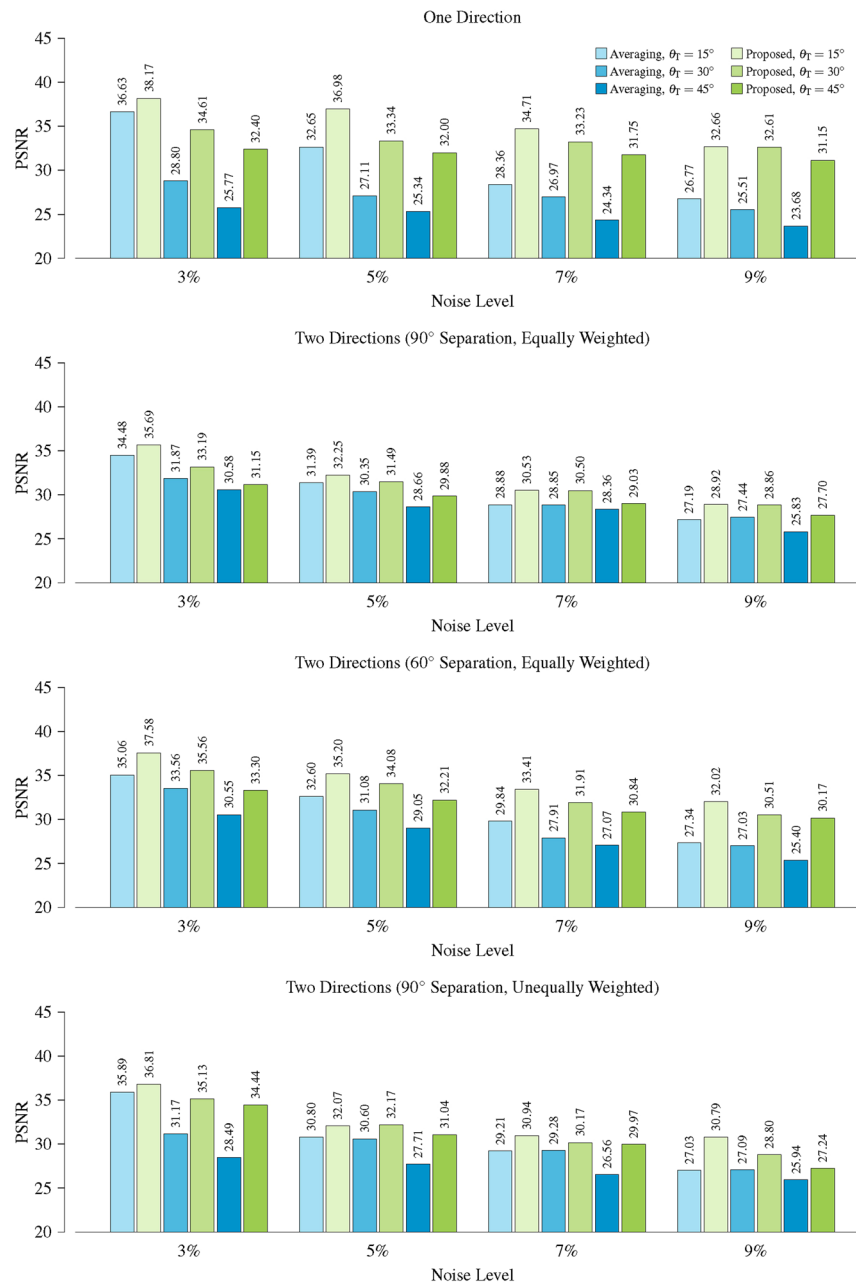 One Direction
45
40
35
30
25
20
PSNR
Averaging, θT = 15° Proposed, θT = 15°
Averaging, θT = 30° Proposed, θT = 30°
Averaging, θT = 45° Proposed, θT = 45°
36.63 38.17 28.80 34.61 25.77 32.40
32.65 36.98 27.11 33.34 25.34 32.00
28.36 34.71 26.97 33.23 24.34 31.75
26.77 32.66 25.51 32.61 23.68 31.15
3% 5% 7% 9%
Noise Level
Two Directions (90° Separation, Equally Weighted)
45
40
35
30
25
20
PSNR
34.48 35.69 31.87 33.19 30.58 31.15
31.39 32.25 30.35 31.49 28.66 29.88
28.88 30.53 28.85 30.50 28.36 29.03
27.19 28.92 27.44 28.86 25.83 27.70
3% 5% 7% 9%
Noise Level
Two Directions (60° Separation, Equally Weighted)
45
40
35
30
25
20
PSNR
35.06 37.58 33.56 35.56 30.55 33.30
32.60 35.20 31.08 34.08 29.05 32.21
29.84 33.41 27.91 31.91 27.07 30.84
27.34 32.02 27.03 30.51 25.40 30.17
3% 5% 7% 9%
Noise Level
Two Directions (90° Separation, Unequally Weighted)
45
40
35
30
25
20
PSNR
35.89 36.81 31.17 35.13 28.49 34.44
30.80 32.07 30.60 32.17 27.71 31.04
29.21 30.94 29.28 30.17 26.56 29.97
27.03 30.79 27.09 28.80 25.94 27.24
3% 5% 7% 9%
Noise Level